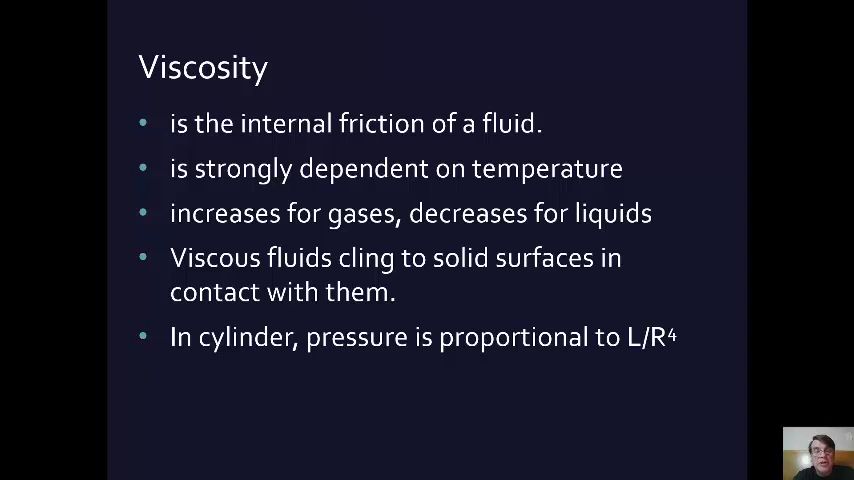 Viscosity
• is the internal friction of a fluid.
• is strongly dependent on temperature
• increases for gases, decreases for liquids
• Viscous fluids cling to solid surfaces in
contact with them.
• In cylinder, pressure is proportional to L/R⁴